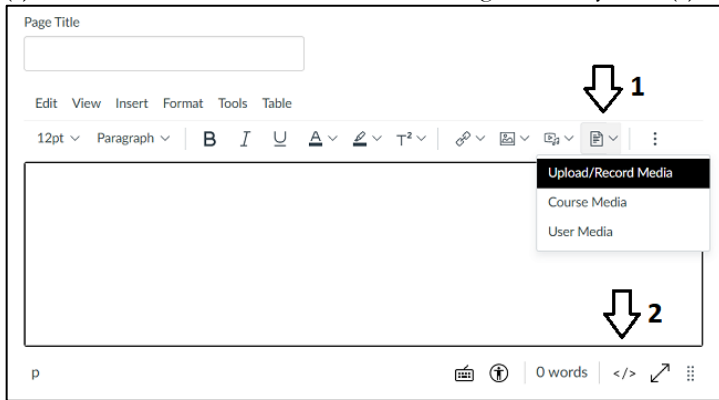 Page Title
1
Edit View Insert Format Tools Table
12pt Paragraph B I U A T²
Upload/Record Media
Course Media
User Media
2
p 0 words </>